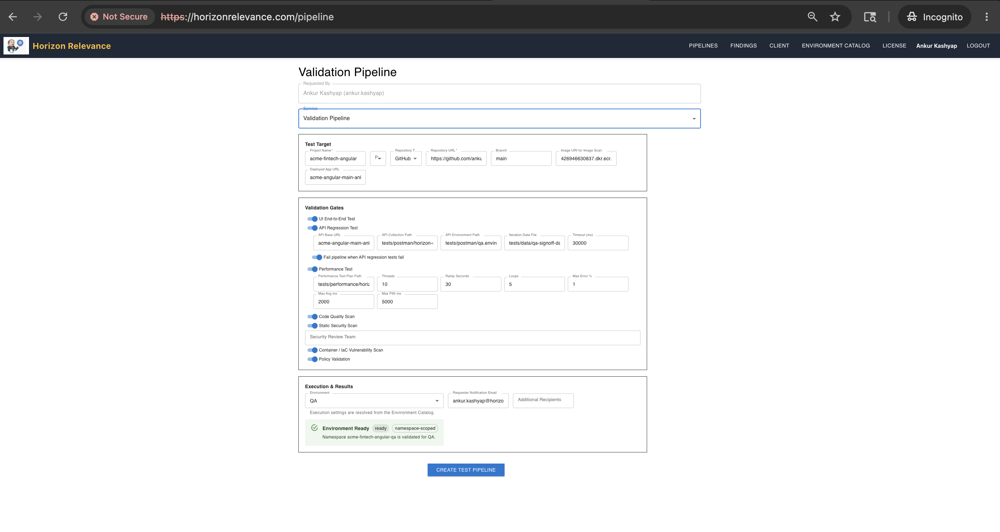 Not Secure https://horizonrelevance.com/pipeline Incognito
Horizon Relevance PIPELINES FINDINGS CLIENT ENVIRONMENT CATALOG LICENSE Ankur Kashyap LOGOUT
Validation Pipeline
Requested By
Ankur Kashyap (ankur.kashyap)
Service
Validation Pipeline
Test Target
Project Name * Repository T... Repository URL * Branch Image URI for Image Scan
acme-fintech-angular P... GitHub https://github.com/anku main 426946630837.dkr.ecr.
Deployed App URL
acme-angular-main-ank
Validation Gates
UI End-to-End Test
API Regression Test
API Base URL API Collection Path API Environment Path Iteration Data File Timeout (ms)
acme-angular-main-ank tests/postman/horizon- tests/postman/qa.enviro tests/data/qa-signoff-da 30000
Fail pipeline when API regression tests fail
Performance Test
Performance Test Plan Path Threads Ramp Seconds Loops Max Error %
tests/performance/horiz 10 30 5 1
Max Avg ms Max P95 ms
2000 5000
Code Quality Scan
Static Security Scan
Security Review Team
Container / IaC Vulnerability Scan
Policy Validation
Execution & Results
Environment Requester Notification Email
QA ankur.kashyap@horizo Additional Recipients
Execution settings are resolved from the Environment Catalog.
Environment Ready ready namespace-scoped
Namespace acme-fintech-angular-qa is validated for QA.
CREATE TEST PIPELINE